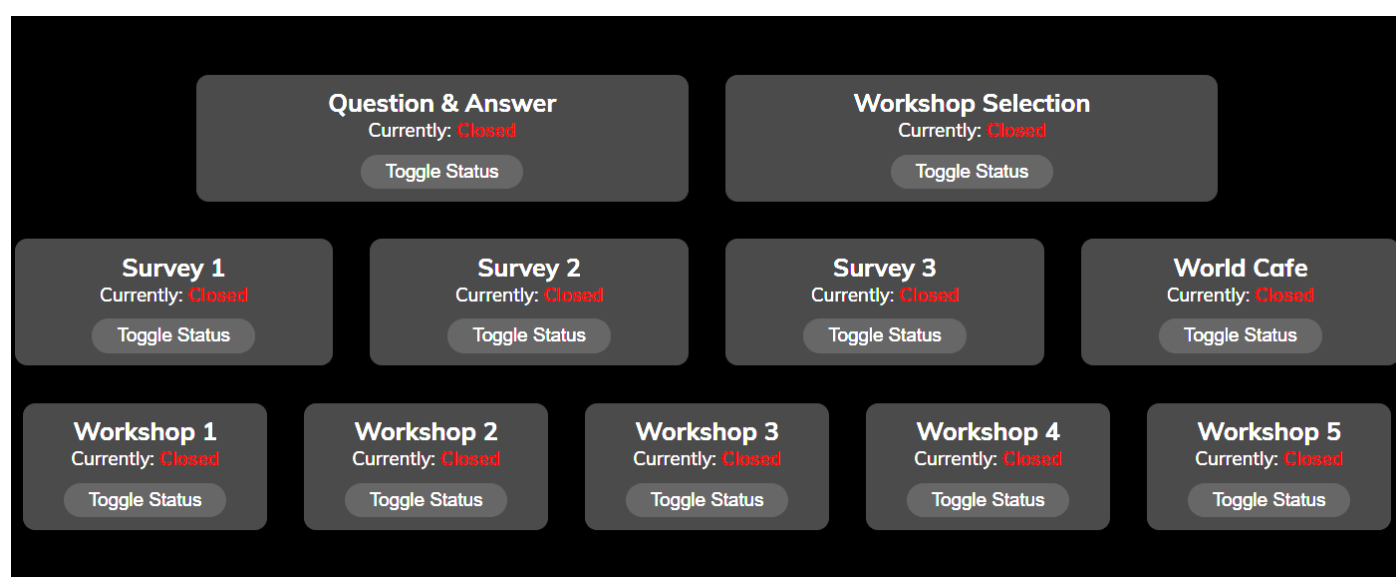 Question & Answer
Currently: Closed
Toggle Status
Workshop Selection
Currently: Closed
Toggle Status
Survey 1
Currently: Closed
Toggle Status
Survey 2
Currently: Closed
Toggle Status
Survey 3
Currently: Closed
Toggle Status
World Cafe
Currently: Closed
Toggle Status
Workshop 1
Currently: Closed
Toggle Status
Workshop 2
Currently: Closed
Toggle Status
Workshop 3
Currently: Closed
Toggle Status
Workshop 4
Currently: Closed
Toggle Status
Workshop 5
Currently: Closed
Toggle Status